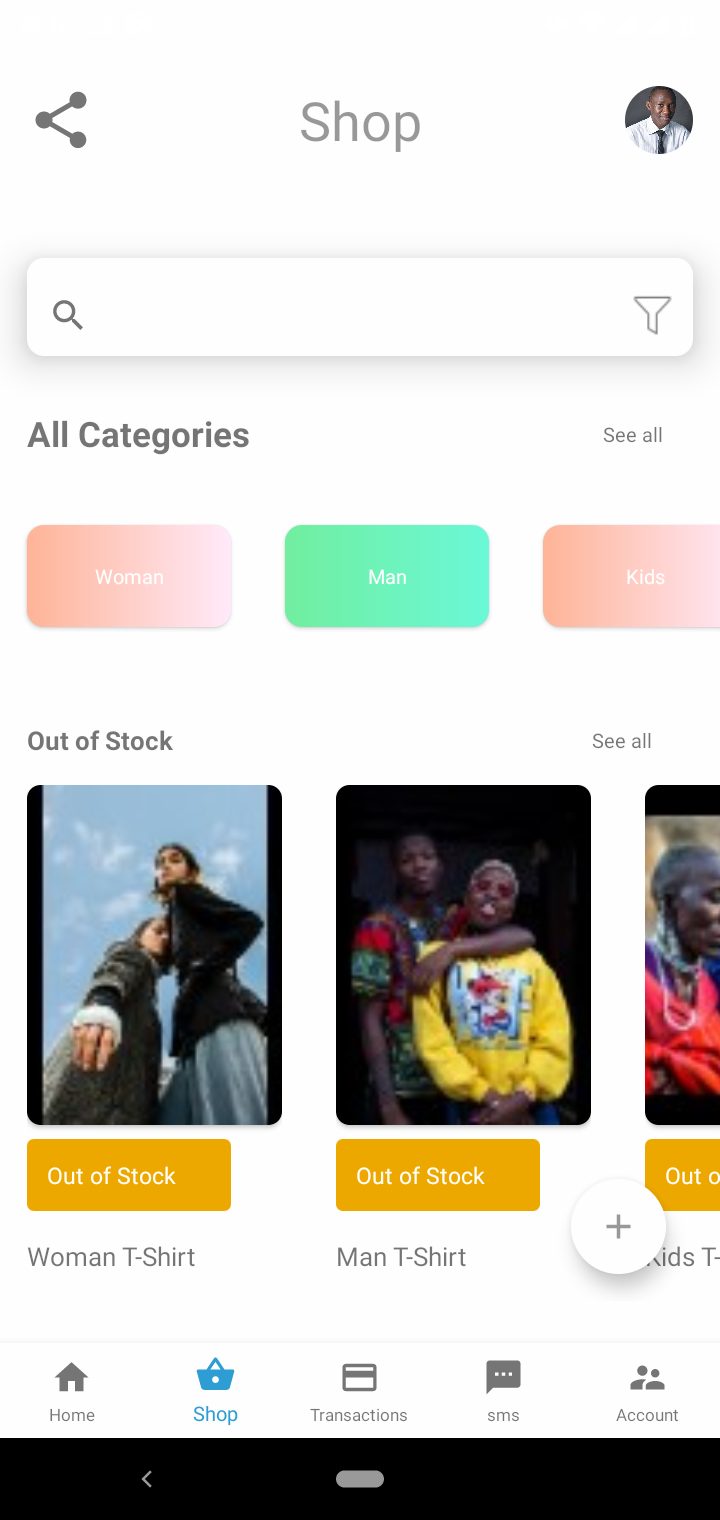 Shop
All Categories
See all
Woman
Man
Kids
Out of Stock
See all
Out of Stock
Out of Stock
Out o
Woman T-Shirt
Man T-Shirt
Kids T-
Home
Shop
Transactions
sms
Account